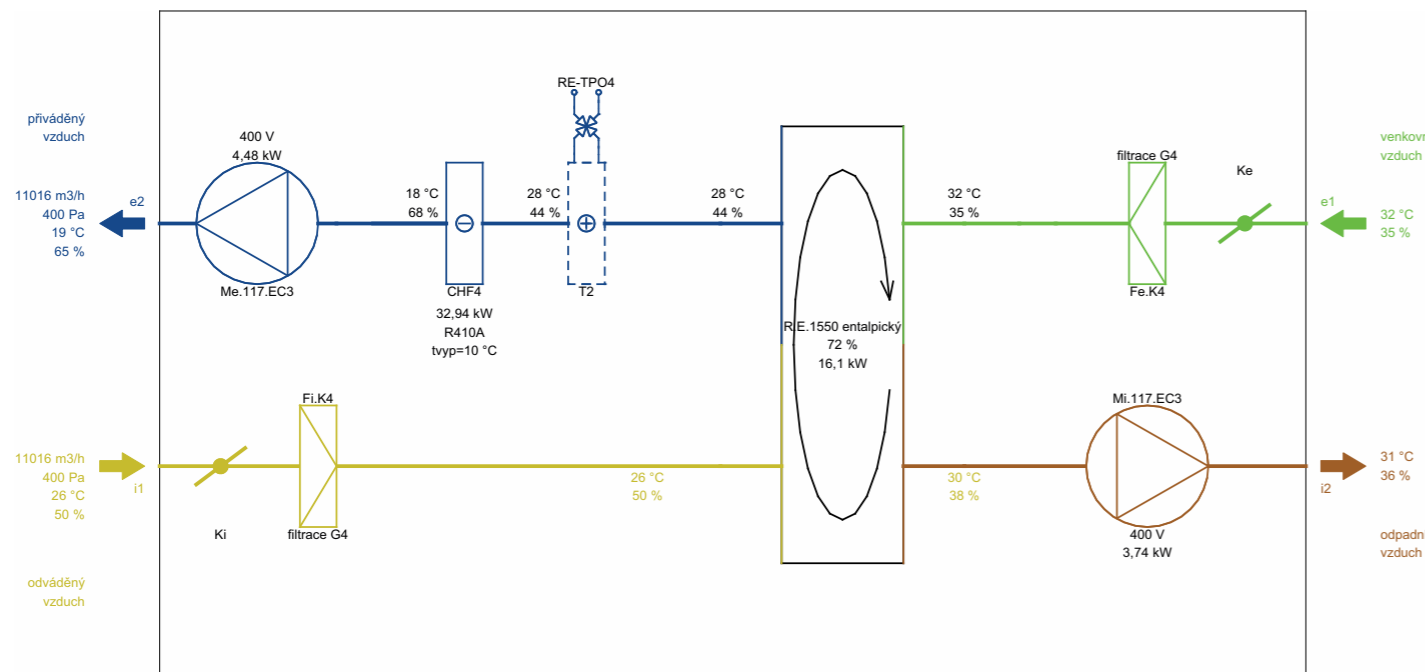 RE-TPO4
přiváděný
vzduch
400 V
4,48 kW
filtrace G4
Ke
venkovn
vzduch
11016 m3/h
400 Pa
19 °C
65 %
e2
18 °C
68 %
28 °C
44 %
28 °C
44 %
32 °C
35 %
e1
32 °C
35 %
Me.117.EC3
CHF4
32,94 kW
R410A
tvyp=10 °C
T2
Fe.K4
R.E.1550 entalpický
72 %
16,1 kW
Fi.K4
Mi.117.EC3
11016 m3/h
400 Pa
26 °C
50 %
i1
26 °C
50 %
30 °C
38 %
31 °C
36 %
i2
Ki
filtrace G4
400 V
3,74 kW
odpadn
vzduch
odváděný
vzduch